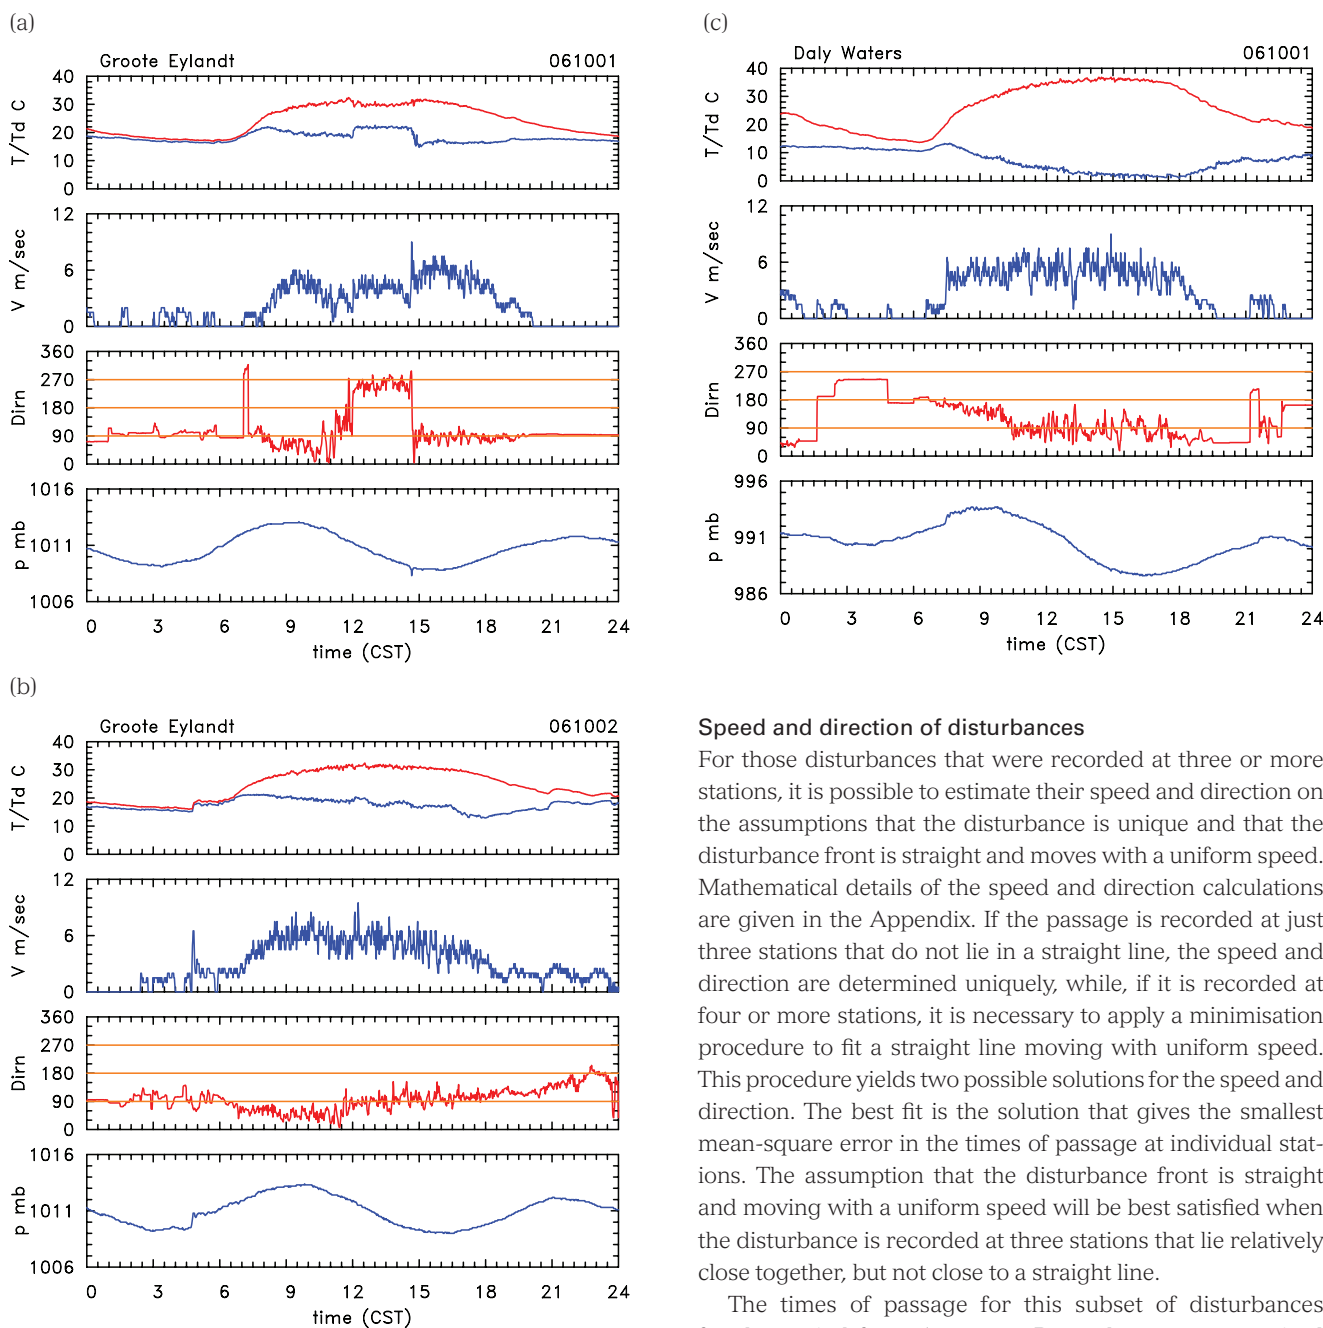 (a)
Groote Eylandt 061001
T/Td C
40
30
20
10
0
V m/sec
12
6
0
Dirn
360
270
180
90
0
p mb
1016
1011
1006
0 3 6 9 12 15 18 21 24
time (CST)
(b)
Groote Eylandt 061002
T/Td C
40
30
20
10
0
V m/sec
12
6
0
Dirn
360
270
180
90
0
p mb
1016
1011
1006
0 3 6 9 12 15 18 21 24
time (CST)
(c)
Daly Waters 061001
T/Td C
40
30
20
10
0
V m/sec
12
6
0
Dirn
360
270
180
90
0
p mb
996
991
986
0 3 6 9 12 15 18 21 24
time (CST)
Speed and direction of disturbances
For those disturbances that were recorded at three or more
stations, it is possible to estimate their speed and direction on
the assumptions that the disturbance is unique and that the
disturbance front is straight and moves with a uniform speed.
Mathematical details of the speed and direction calculations
are given in the Appendix. If the passage is recorded at just
three stations that do not lie in a straight line, the speed and
direction are determined uniquely, while, if it is recorded at
four or more stations, it is necessary to apply a minimisation
procedure to fit a straight line moving with uniform speed.
This procedure yields two possible solutions for the speed and
direction. The best fit is the solution that gives the smallest
mean-square error in the times of passage at individual stat-
ions. The assumption that the disturbance front is straight
and moving with a uniform speed will be best satisfied when
the disturbance is recorded at three stations that lie relatively
close together, but not close to a straight line.
The times of passage for this subset of disturbances